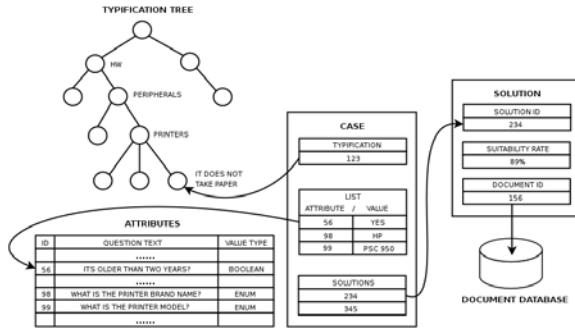 TYPIFICATION TREE
HW
PERIPHERALS
PRINTERS
IT DOES NOT
TAKE PAPER
ATTRIBUTES
ID QUESTION TEXT VALUE TYPE
......
56 ITS OLDER THAN TWO YEARS? BOOLEAN
......
98 WHAT IS THE PRINTER BRAND NAME? ENUM
99 WHAT IS THE PRINTER MODEL? ENUM
......
CASE
TYPIFICATION
123
LIST
ATTRIBUTE / VALUE
56 YES
98 HP
99 PSC 950
SOLUTIONS
234
345
SOLUTION
SOLUTION ID
234
SUITABILITY RATE
89%
DOCUMENT ID
156
DOCUMENT DATABASE